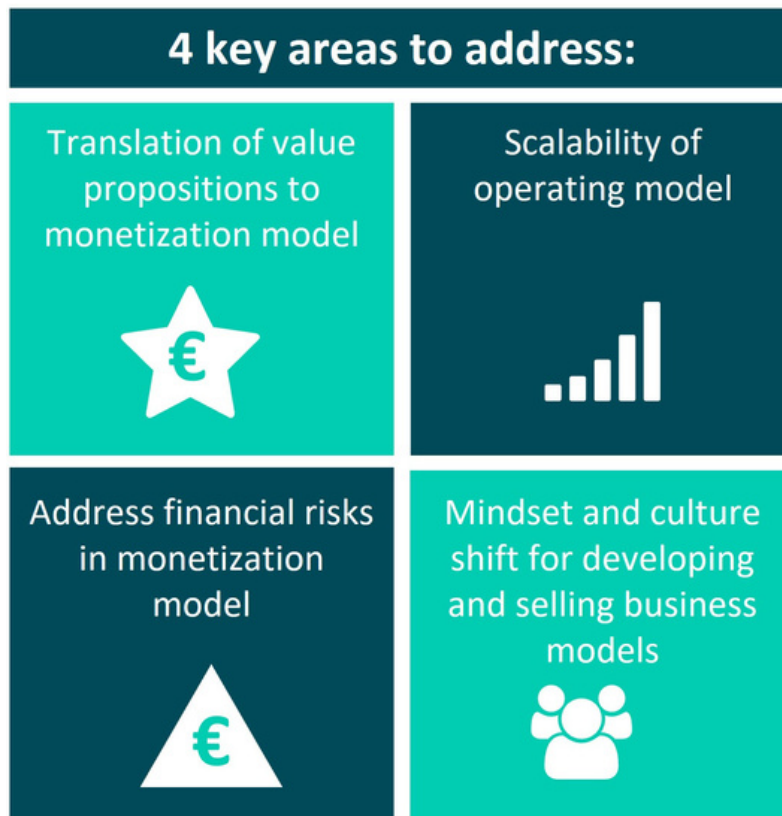 4 key areas to address:
Translation of value
propositions to
monetization model
€
Scalability of
operating model
Address financial risks
in monetization
model
€
Mindset and culture
shift for developing
and selling business
models